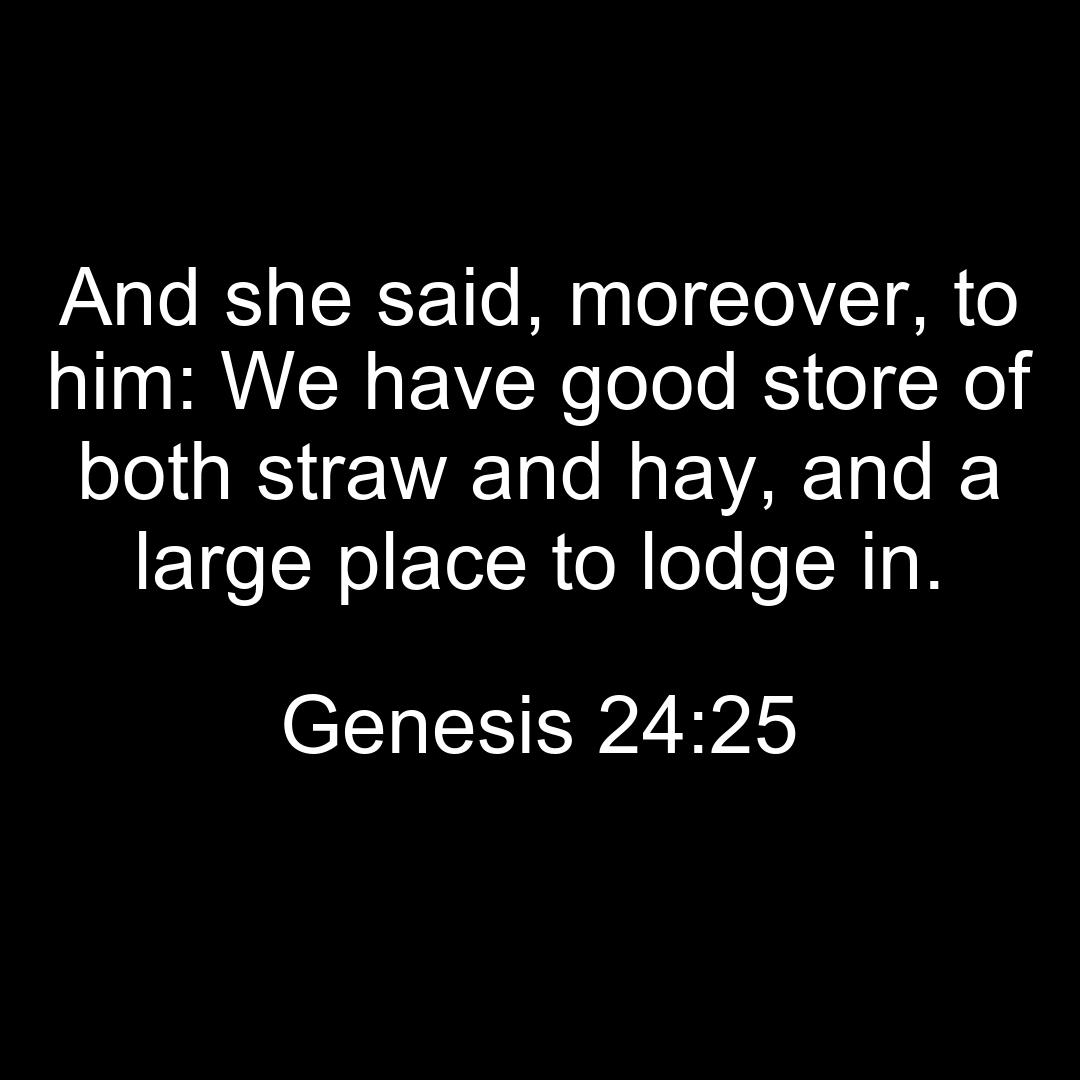 And she said, moreover, to
him: We have good store of
both straw and hay, and a
large place to lodge in.
Genesis 24:25